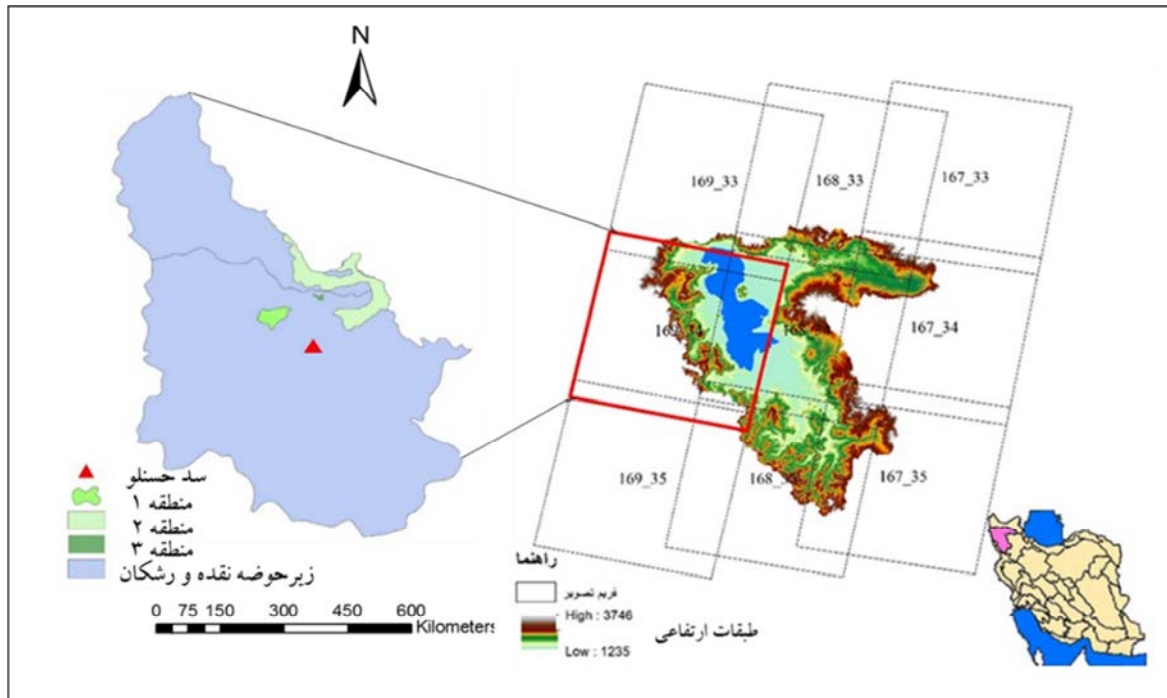 N
169_33
168_33
167_33
167_34
169_35
168_
167_35
سد حسنلو
منطقه ۱
منطقه ۲
منطقه ۳
زیرحوضه نقده و رشکان
0 75 150 300 450 600
Kilometers
راهنما
فریم تصویر
High : 3746
طبقات ارتفاعی
Low : 1235